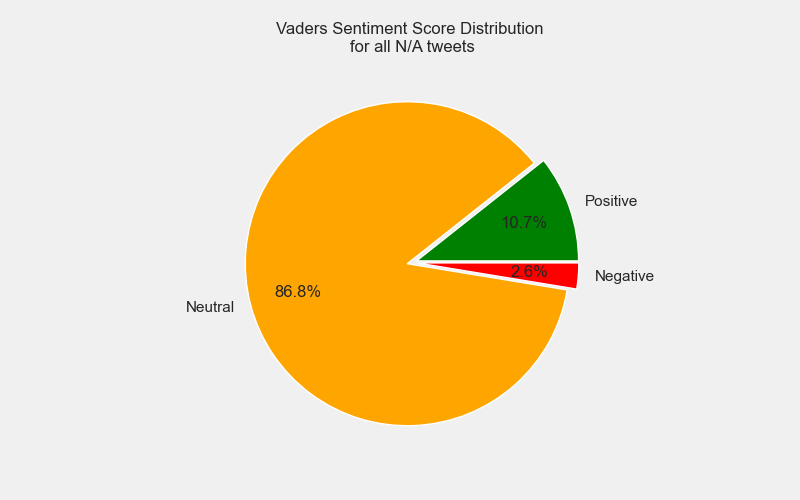 Vaders Sentiment Score Distribution
for all N/A tweets
Positive
10.7%
2.6%
Negative
86.8%
Neutral